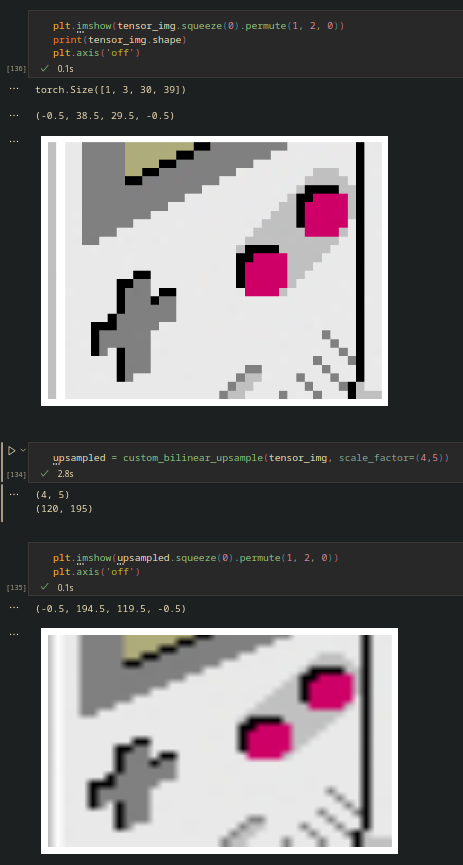 plt.imshow(tensor_img.squeeze(0).permute(1, 2, 0))
print(tensor_img.shape)
plt.axis('off')
[136] ✓ 0.1s
... torch.Size([1, 3, 30, 39])
... (-0.5, 38.5, 29.5, -0.5)
...
upsampled = custom_bilinear_upsample(tensor_img, scale_factor=(4,5))
[134] ✓ 2.8s
... (4, 5)
(120, 195)
plt.imshow(upsampled.squeeze(0).permute(1, 2, 0))
plt.axis('off')
[135] ✓ 0.1s
... (-0.5, 194.5, 119.5, -0.5)
...